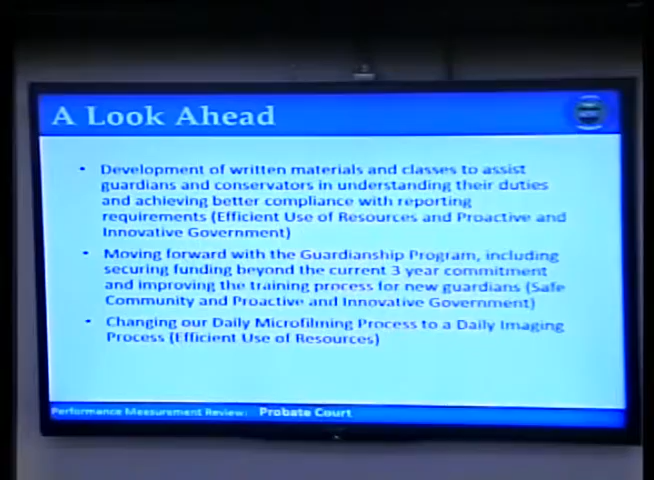 A Look Ahead
• Development of written materials and classes to assist
guardians and conservators in understanding their duties
and achieving better compliance with reporting
requirements (Efficient Use of Resources and Proactive and
Innovative Government)
• Moving forward with the Guardianship Program, including
securing funding beyond the current 3 year commitment
and improving the training process for new guardians (Safe
Community and Proactive and Innovative Government)
• Changing our Daily Microfilming Process to a Daily Imaging
Process (Efficient Use of Resources)
Performance Measurement Review: Probate Court